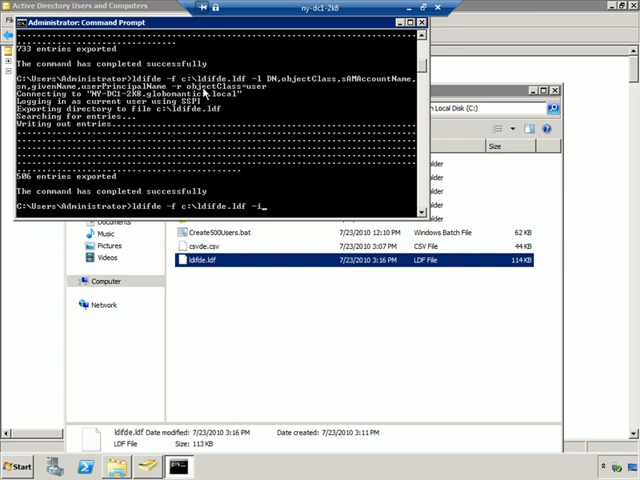 Active Directory Users and Computers
ny-dc1-2k8
Administrator: Command Prompt
733 entries exported
The command has completed successfully
C:\Users\Administrator>ldifde -f c:\ldifde.ldf -l DN,objectClass,sAMAccountName,
sn,givenName,userPrincipalName -r objectClass=user
Connecting to "NY-DC1-2K8.globomantics.local"
Logging in as current user using SSPI
Exporting directory to file c:\ldifde.ldf
Searching for entries...
Writing out entries
506 entries exported
The command has completed successfully
C:\Users\Administrator>ldifde -f c:\ldifde.ldf -i_
File
Local Disk (C:)
Size
Create500Users.bat 7/23/2010 12:10 PM Windows Batch File 62 KB
Music
csvde.csv 7/23/2010 3:07 PM CSV File 44 KB
Pictures
Videos
ldifde.ldf 7/23/2010 3:16 PM LDF File 114 KB
Computer
Network
ldifde.ldf Date modified: 7/23/2010 3:16 PM Date created: 7/23/2010 3:11 PM
LDF File Size: 113 KB
Start